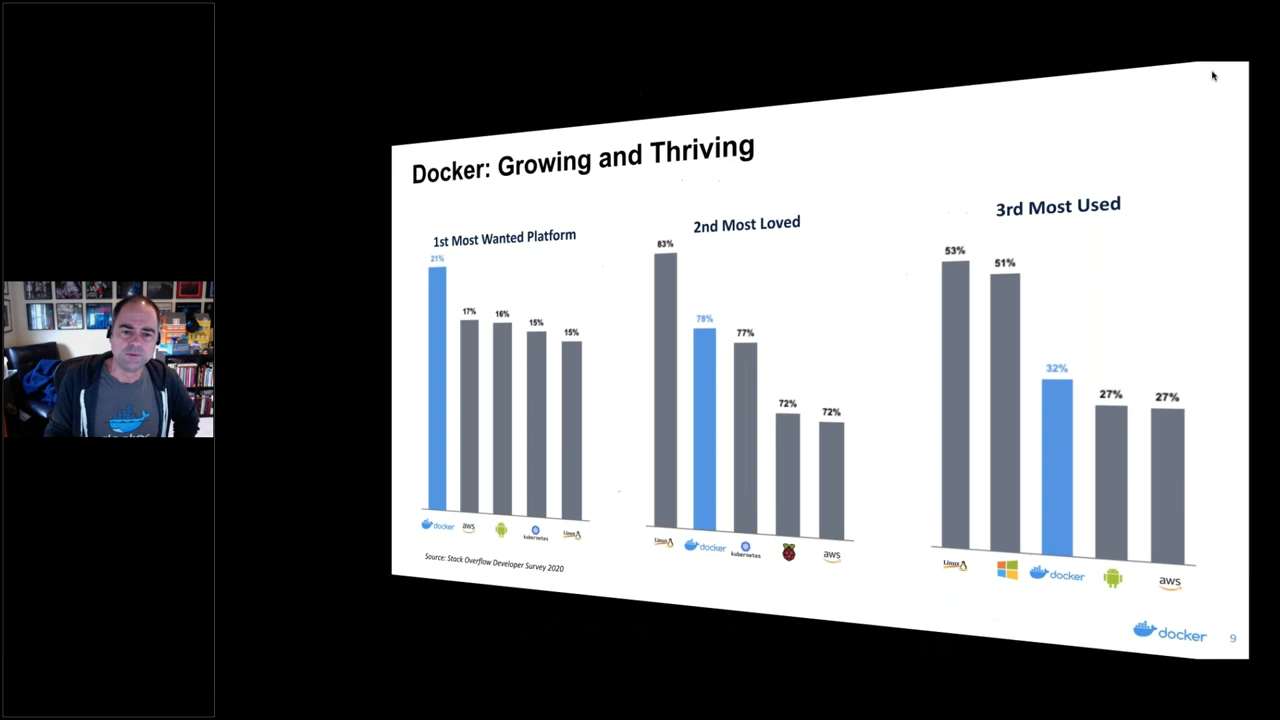 Docker: Growing and Thriving
1st Most Wanted Platform
21%
17%
16%
15%
15%
docker
aws
kubernetes
Linux
Source: Stack Overflow Developer Survey 2020
2nd Most Loved
83%
78%
77%
72%
72%
Linux
docker
kubernetes
aws
3rd Most Used
53%
51%
32%
27%
27%
Linux
docker
aws
docker
9
docker